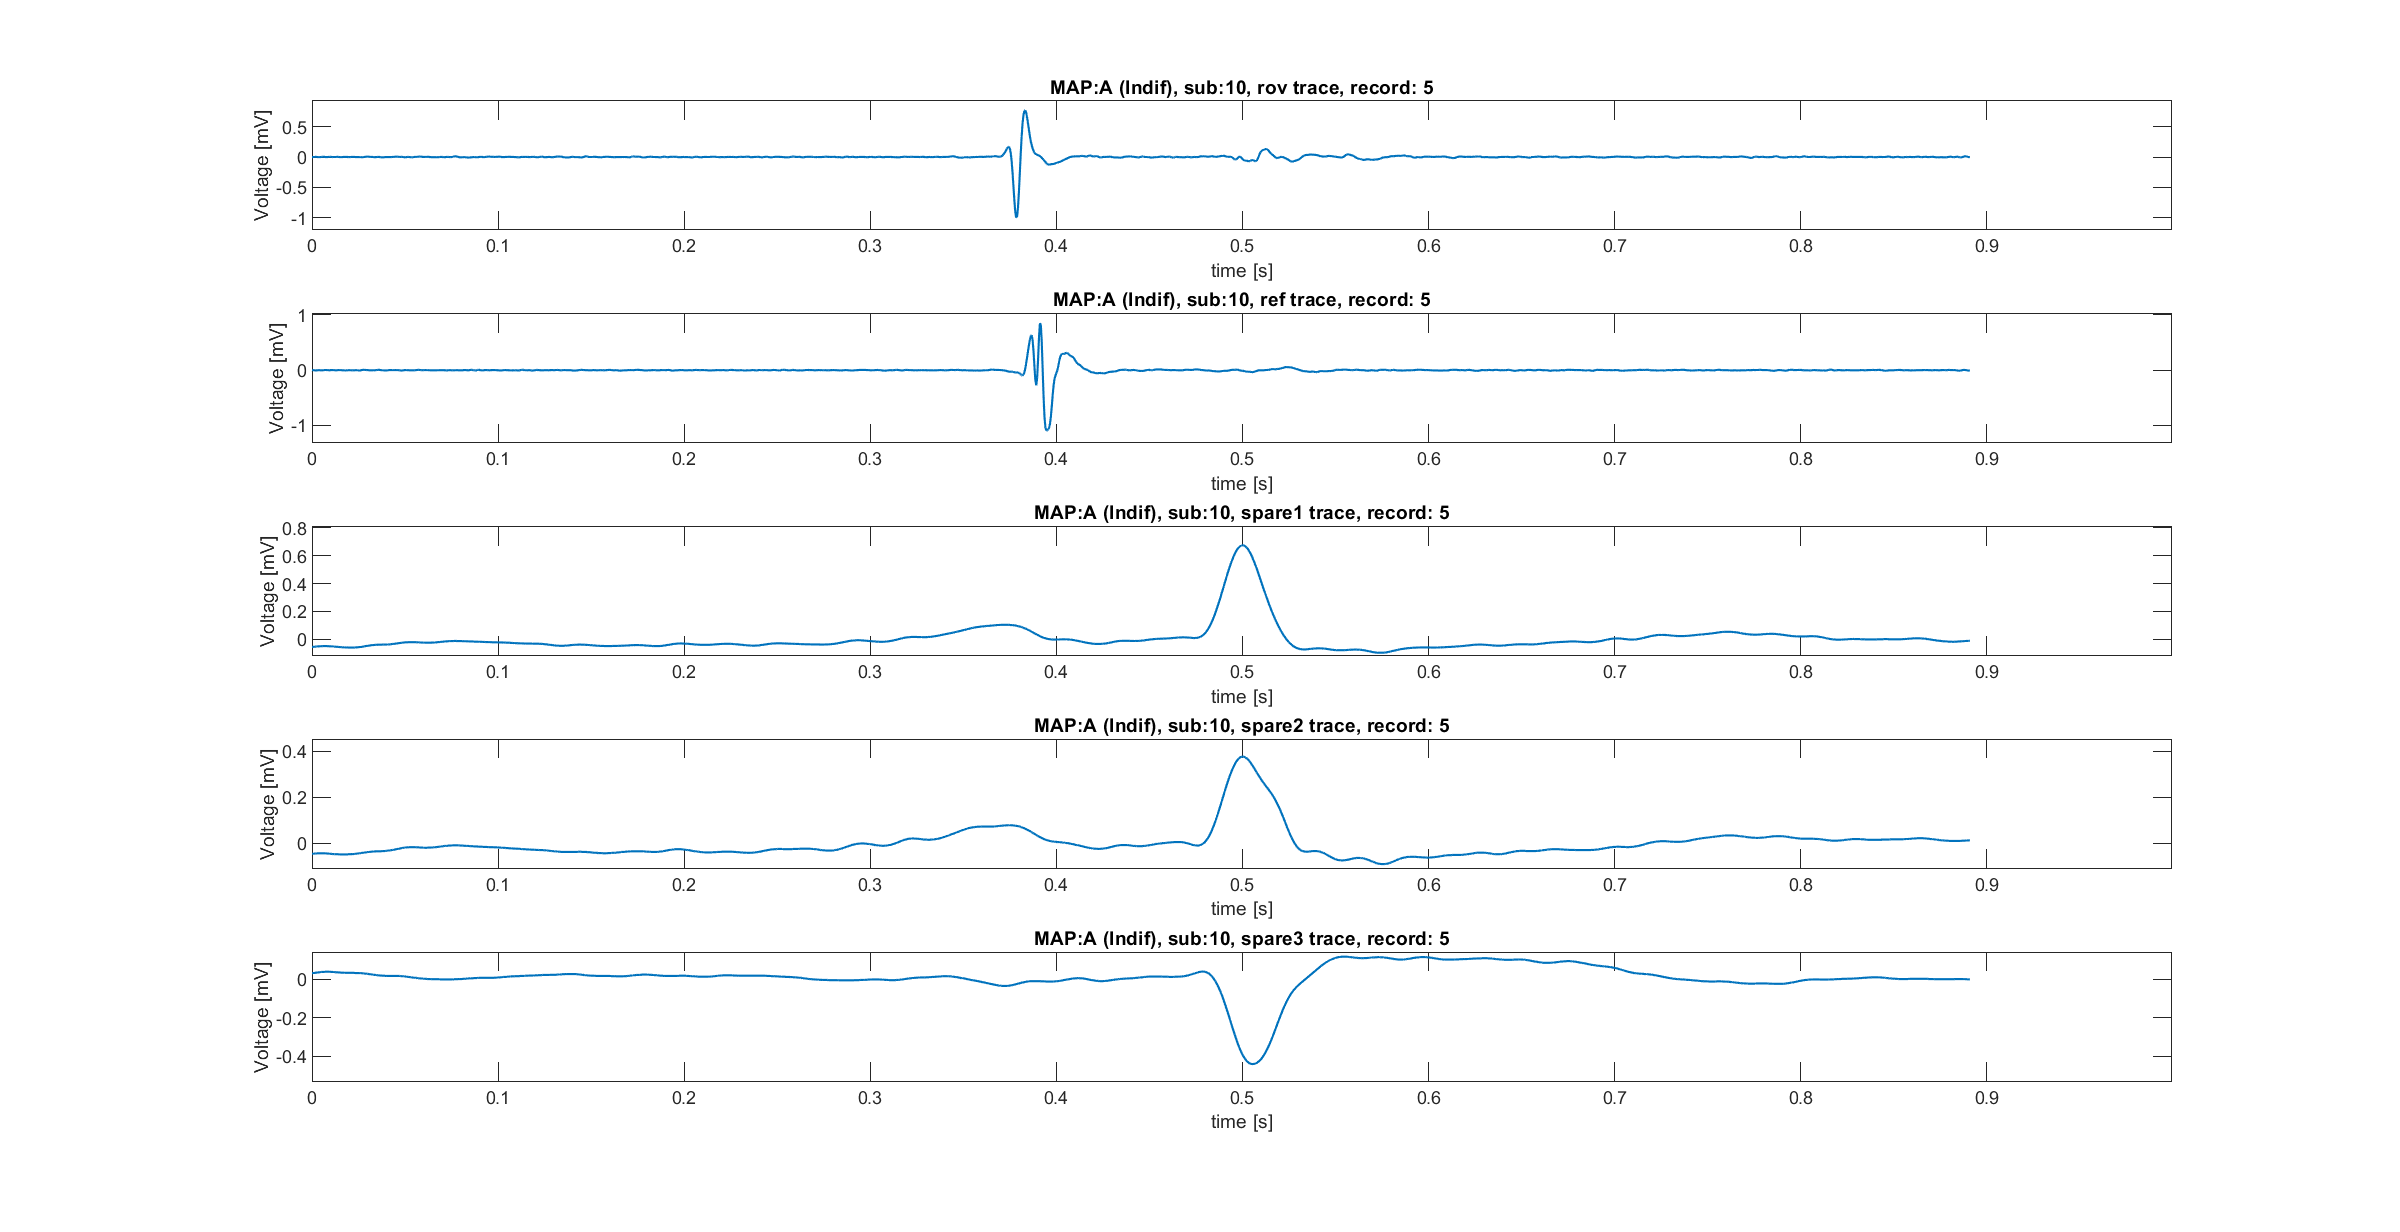 MAP:A (Indif), sub:10, rov trace, record: 5
Voltage [mV]
0.5
0
-0.5
-1
0 0.1 0.2 0.3 0.4 0.5 0.6 0.7 0.8 0.9
time [s]
MAP:A (Indif), sub:10, ref trace, record: 5
Voltage [mV]
1
0
-1
0 0.1 0.2 0.3 0.4 0.5 0.6 0.7 0.8 0.9
time [s]
MAP:A (Indif), sub:10, spare1 trace, record: 5
Voltage [mV]
0.8
0.6
0.4
0.2
0
0 0.1 0.2 0.3 0.4 0.5 0.6 0.7 0.8 0.9
time [s]
MAP:A (Indif), sub:10, spare2 trace, record: 5
Voltage [mV]
0.4
0.2
0
0 0.1 0.2 0.3 0.4 0.5 0.6 0.7 0.8 0.9
time [s]
MAP:A (Indif), sub:10, spare3 trace, record: 5
Voltage [mV]
0
-0.2
-0.4
0 0.1 0.2 0.3 0.4 0.5 0.6 0.7 0.8 0.9
time [s]